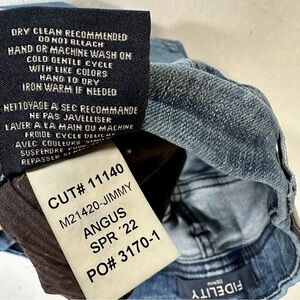 DRY CLEAN RECOMMENDED
DO NOT BLEACH
HAND OR MACHINE WASH ON
COLD GENTLE CYCLE
WITH LIKE COLORS
HANG TO DRY
IRON WARM IF NEEDED
NETTOYAGE A SEC RECOMMANDE
NE PAS JAVELLISER
LAVER A LA MAIN OU MACHINE
FROIDE CYCLE DELICAT
AVEC COULEURS
SUSPENDRE
REPASSER
CUT# 11140
M21420-JIMMY
ANGUS
SPR '22
PO# 3170-1
FIDELITY
DENIM